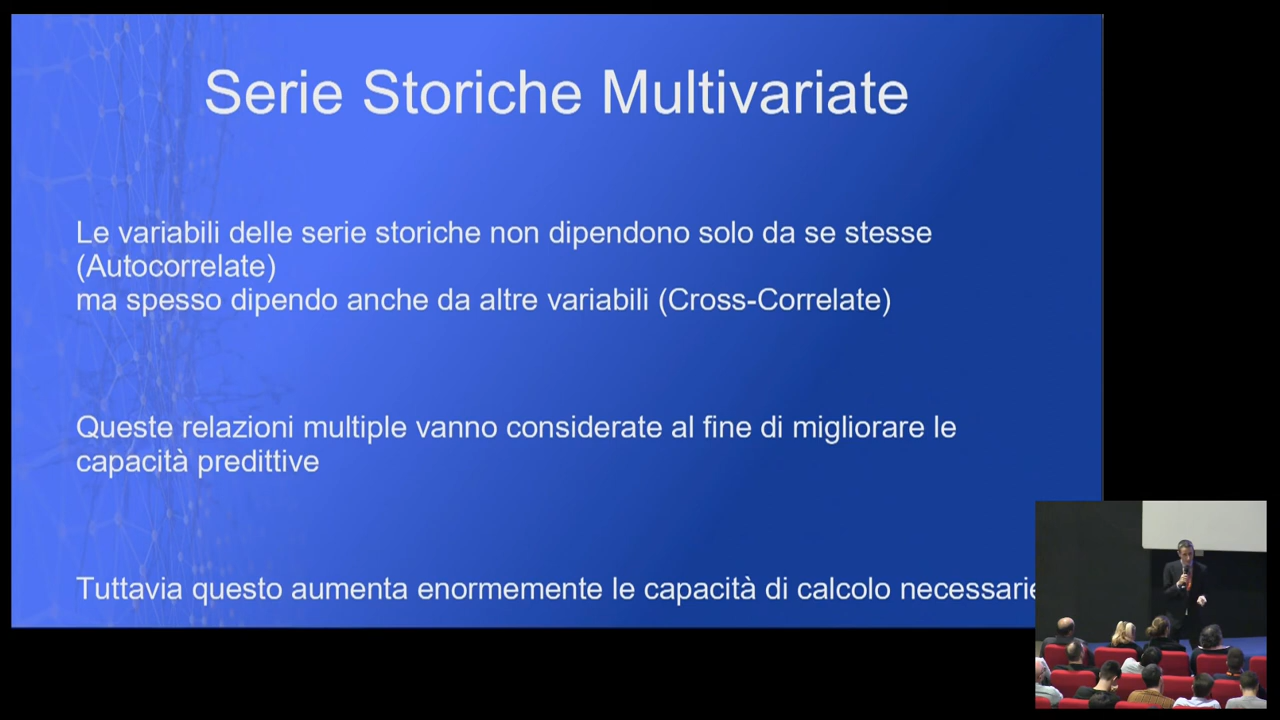 Serie Storiche Multivariate
Le variabili delle serie storiche non dipendono solo da se stesse
(Autocorrelate)
ma spesso dipendo anche da altre variabili (Cross-Correlate)
Queste relazioni multiple vanno considerate al fine di migliorare le
capacità predittive
Tuttavia questo aumenta enormemente le capacità di calcolo necessarie